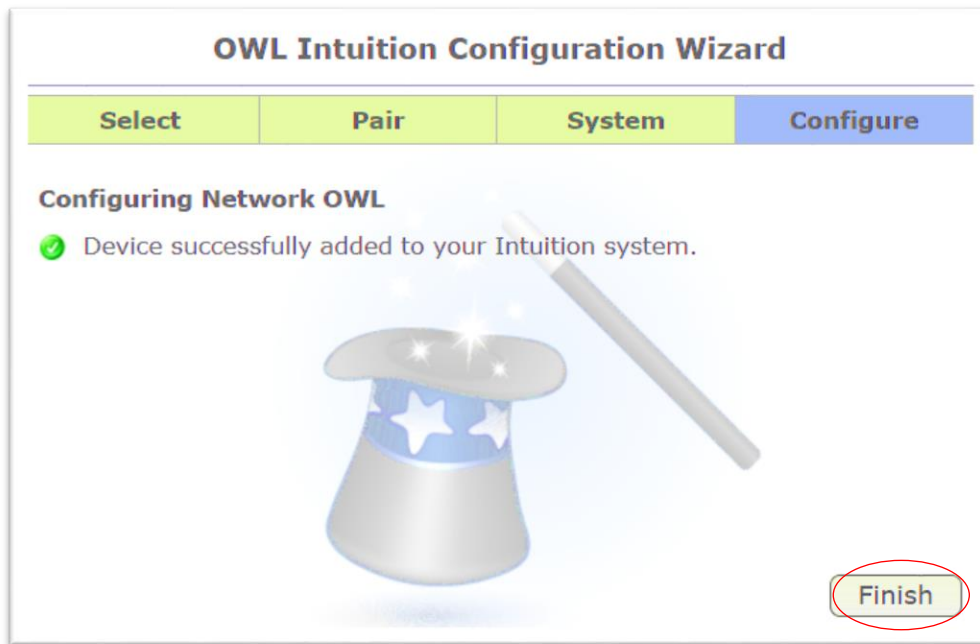 OWL Intuition Configuration Wizard
Select Pair System Configure
Configuring Network OWL
Device successfully added to your Intuition system.
Finish